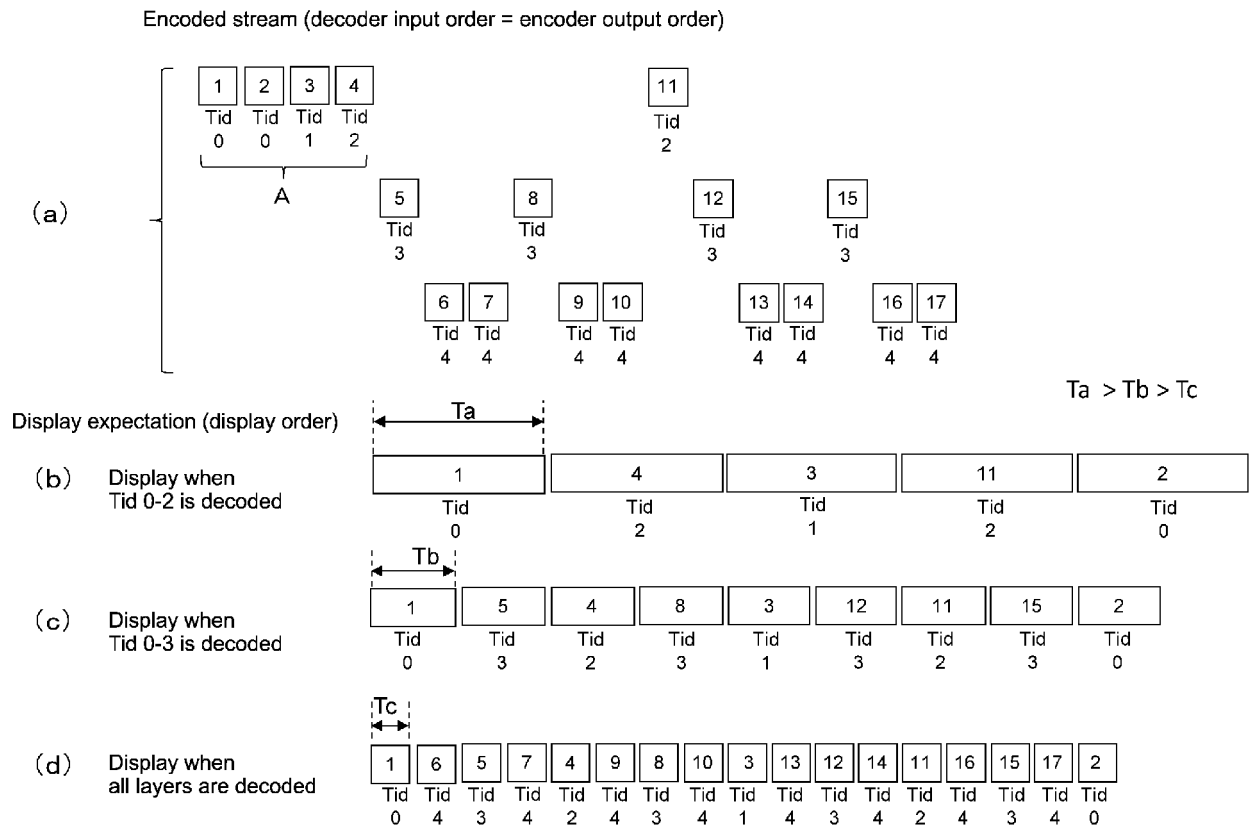 Encoded stream (decoder input order = encoder output order)
1 2 3 4 11
Tid Tid Tid Tid Tid
0 0 1 2 2
A
(a)
5 8 12 15
Tid Tid Tid Tid
3 3 3 3
6 7 9 10 13 14 16 17
Tid Tid Tid Tid Tid Tid Tid Tid
4 4 4 4 4 4 4 4
Ta > Tb > Tc
Display expectation (display order)
Ta
(b) Display when
Tid 0-2 is decoded
1 4 3 11 2
Tid Tid Tid Tid Tid
0 2 1 2 0
Tb
(c) Display when
Tid 0-3 is decoded
1 5 4 8 3 12 11 15 2
Tid Tid Tid Tid Tid Tid Tid Tid Tid
0 3 2 3 1 3 2 3 0
Tc
(d) Display when
all layers are decoded
1 6 5 7 4 9 8 10 3 13 12 14 11 16 15 17 2
Tid Tid Tid Tid Tid Tid Tid Tid Tid Tid Tid Tid Tid Tid Tid Tid Tid
0 4 3 4 2 4 3 4 1 4 3 4 2 4 3 4 0